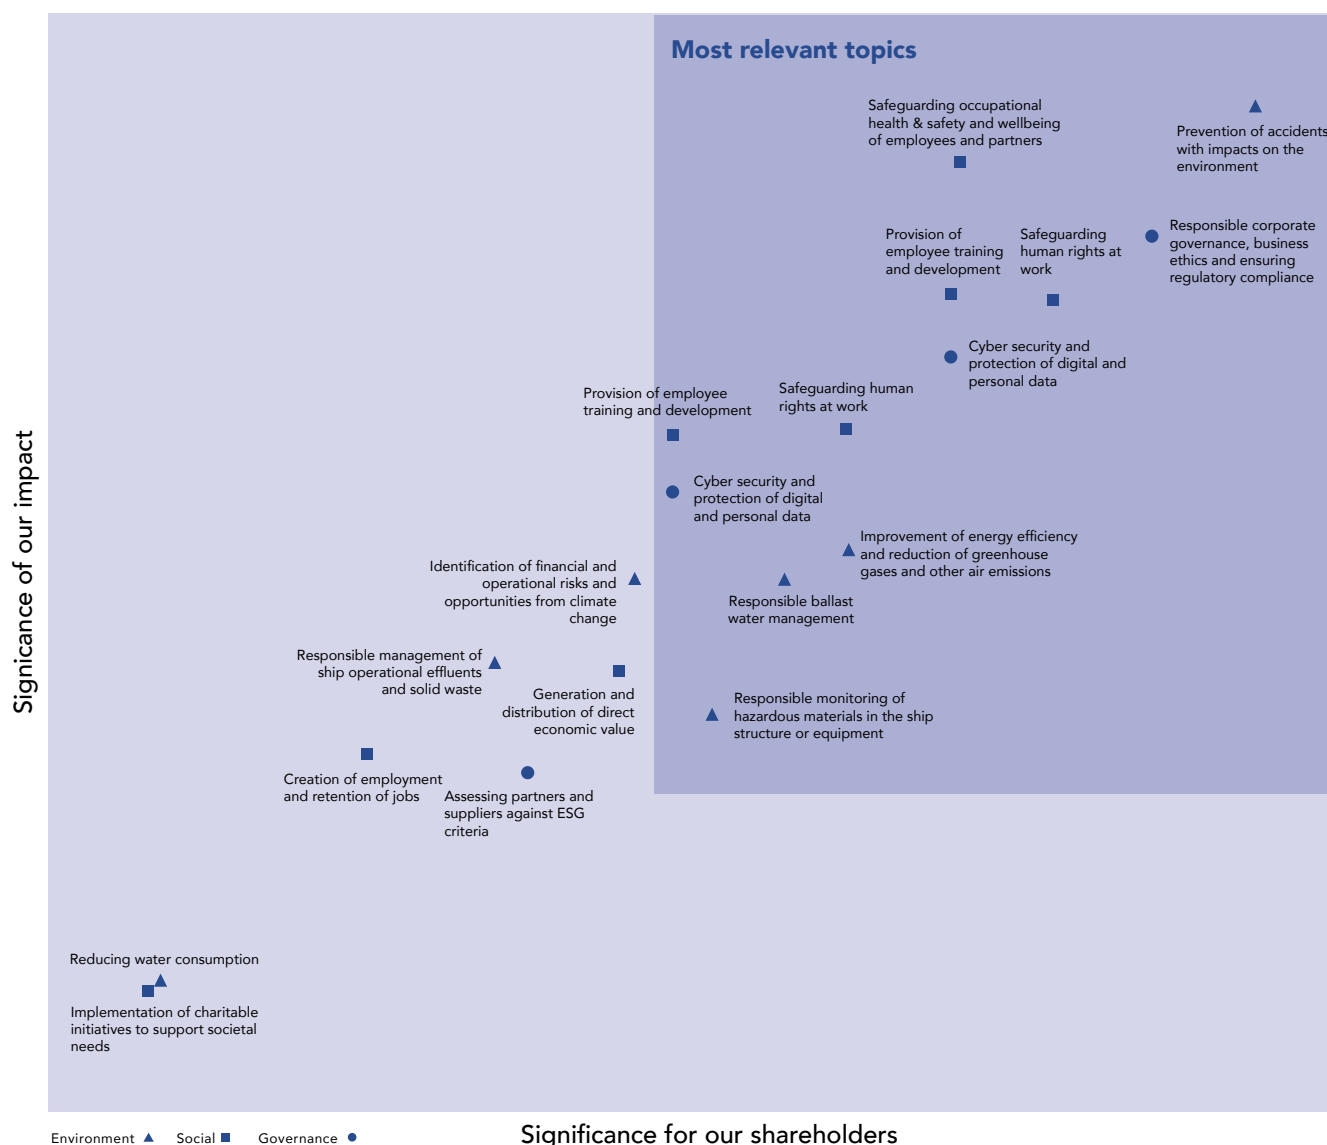 Most relevant topics
Safeguarding occupational
health & safety and wellbeing
of employees and partners
Prevention of accidents
with impacts on the
environment
Responsible corporate
governance, business
ethics and ensuring
regulatory compliance
Provision of
employee training
and development
Safeguarding
human rights at
work
Cyber security and
protection of digital and
personal data
Provision of employee
training and development
Safeguarding human
rights at work
Cyber security and
protection of digital
and personal data
Improvement of energy efficiency
and reduction of greenhouse
gases and other air emissions
Identification of financial and
operational risks and
opportunities from climate
change
Responsible ballast
water management
Responsible management of
ship operational effluents
and solid waste
Generation and
distribution of direct
economic value
Responsible monitoring of
hazardous materials in the ship
structure or equipment
Creation of employment
and retention of jobs
Assessing partners and
suppliers against ESG
criteria
Reducing water consumption
Implementation of charitable
initiatives to support societal
needs
Signicance of our impact
Significance for our shareholders
Environment
Social
Governance